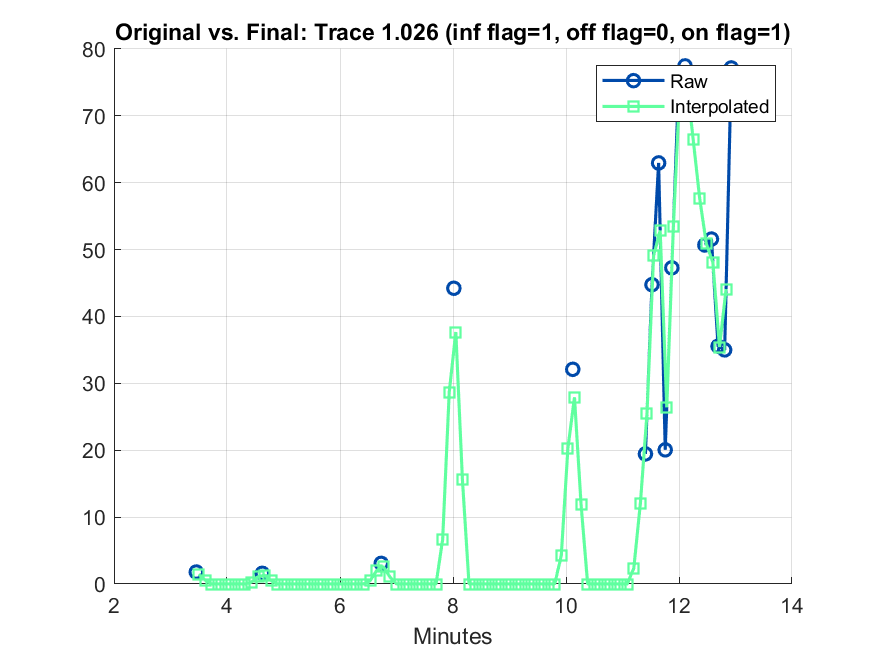 Original vs. Final: Trace 1.026 (inf flag=1, off flag=0, on flag=1)
80
70
60
50
40
30
20
10
0
Raw
Interpolated
2 4 6 8 10 12 14
Minutes